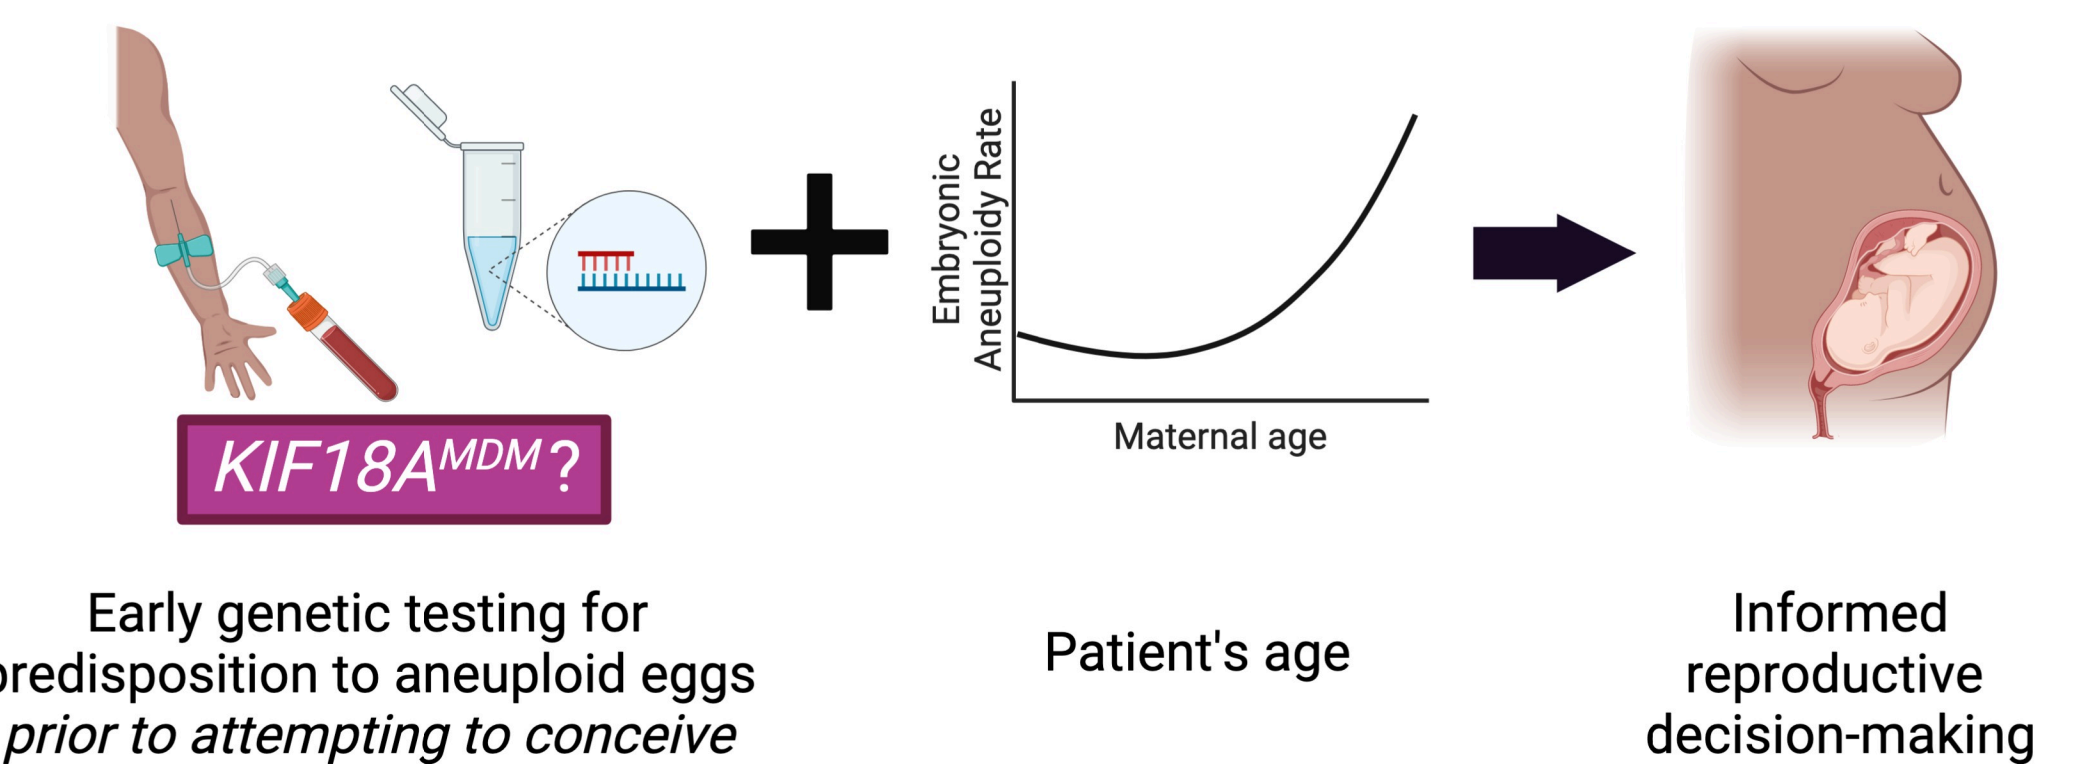 Embryonic
Aneuploidy Rate
Maternal age
KIF18A^MDM ?
Early genetic testing for
predisposition to aneuploid eggs
prior to attempting to conceive
Patient's age
Informed
reproductive
decision-making